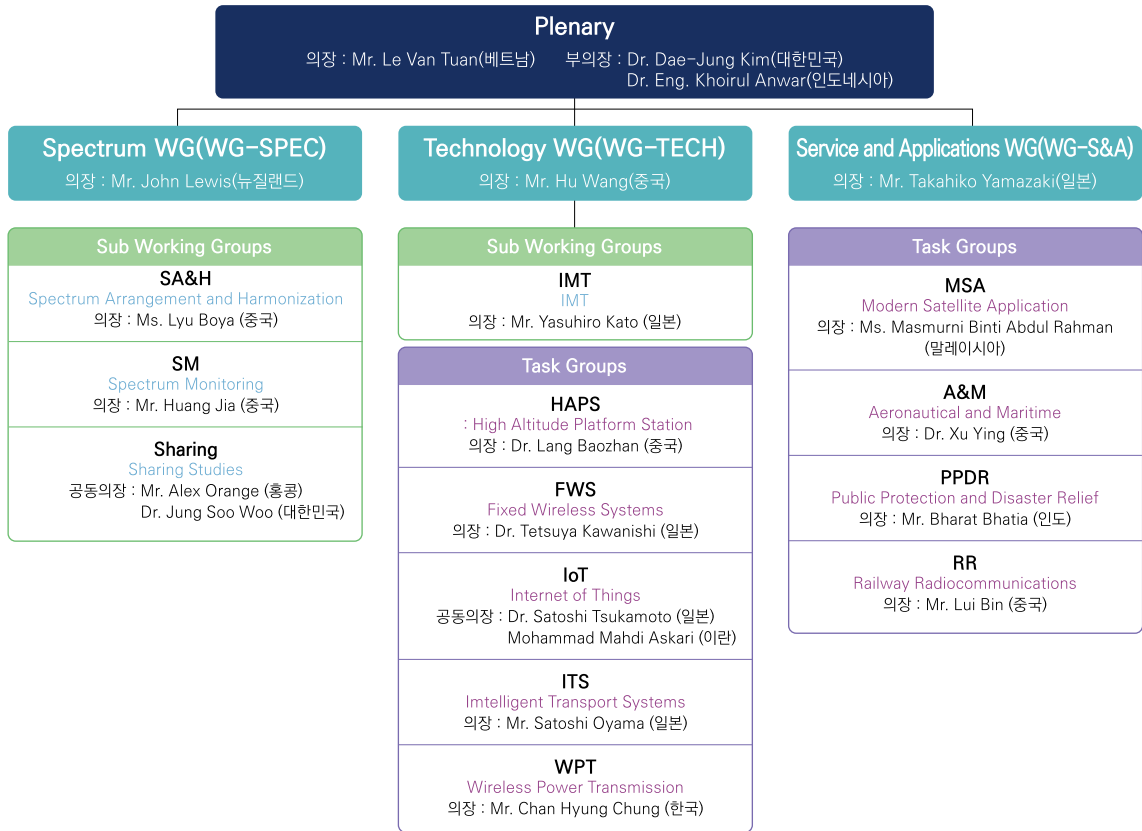 Plenary
의장 : Mr. Le Van Tuan(베트남) 부의장 : Dr. Dae-Jung Kim(대한민국)
Dr. Eng. Khoirul Anwar(인도네시아)
Spectrum WG(WG-SPEC)
의장 : Mr. John Lewis(뉴질랜드)
Sub Working Groups
SA&H
Spectrum Arrangement and Harmonization
의장 : Ms. Lyu Boya (중국)
SM
Spectrum Monitoring
의장 : Mr. Huang Jia (중국)
Sharing
Sharing Studies
공동의장 : Mr. Alex Orange (홍콩)
Dr. Jung Soo Woo (대한민국)
Technology WG(WG-TECH)
의장 : Mr. Hu Wang(중국)
Sub Working Groups
IMT
IMT
의장 : Mr. Yasuhiro Kato (일본)
Task Groups
HAPS
: High Altitude Platform Station
의장 : Dr. Lang Baozhan (중국)
FWS
Fixed Wireless Systems
의장 : Dr. Tetsuya Kawanishi (일본)
IoT
Internet of Things
공동의장 : Dr. Satoshi Tsukamoto (일본)
Mohammad Mahdi Askari (이란)
ITS
Imtelligent Transport Systems
의장 : Mr. Satoshi Oyama (일본)
WPT
Wireless Power Transmission
의장 : Mr. Chan Hyung Chung (한국)
Service and Applications WG(WG-S&A)
의장 : Mr. Takahiko Yamazaki(일본)
Task Groups
MSA
Modern Satellite Application
의장 : Ms. Masmurni Binti Abdul Rahman
(말레이시아)
A&M
Aeronautical and Maritime
의장 : Dr. Xu Ying (중국)
PPDR
Public Protection and Disaster Relief
의장 : Mr. Bharat Bhatia (인도)
RR
Railway Radiocommunications
의장 : Mr. Lui Bin (중국)